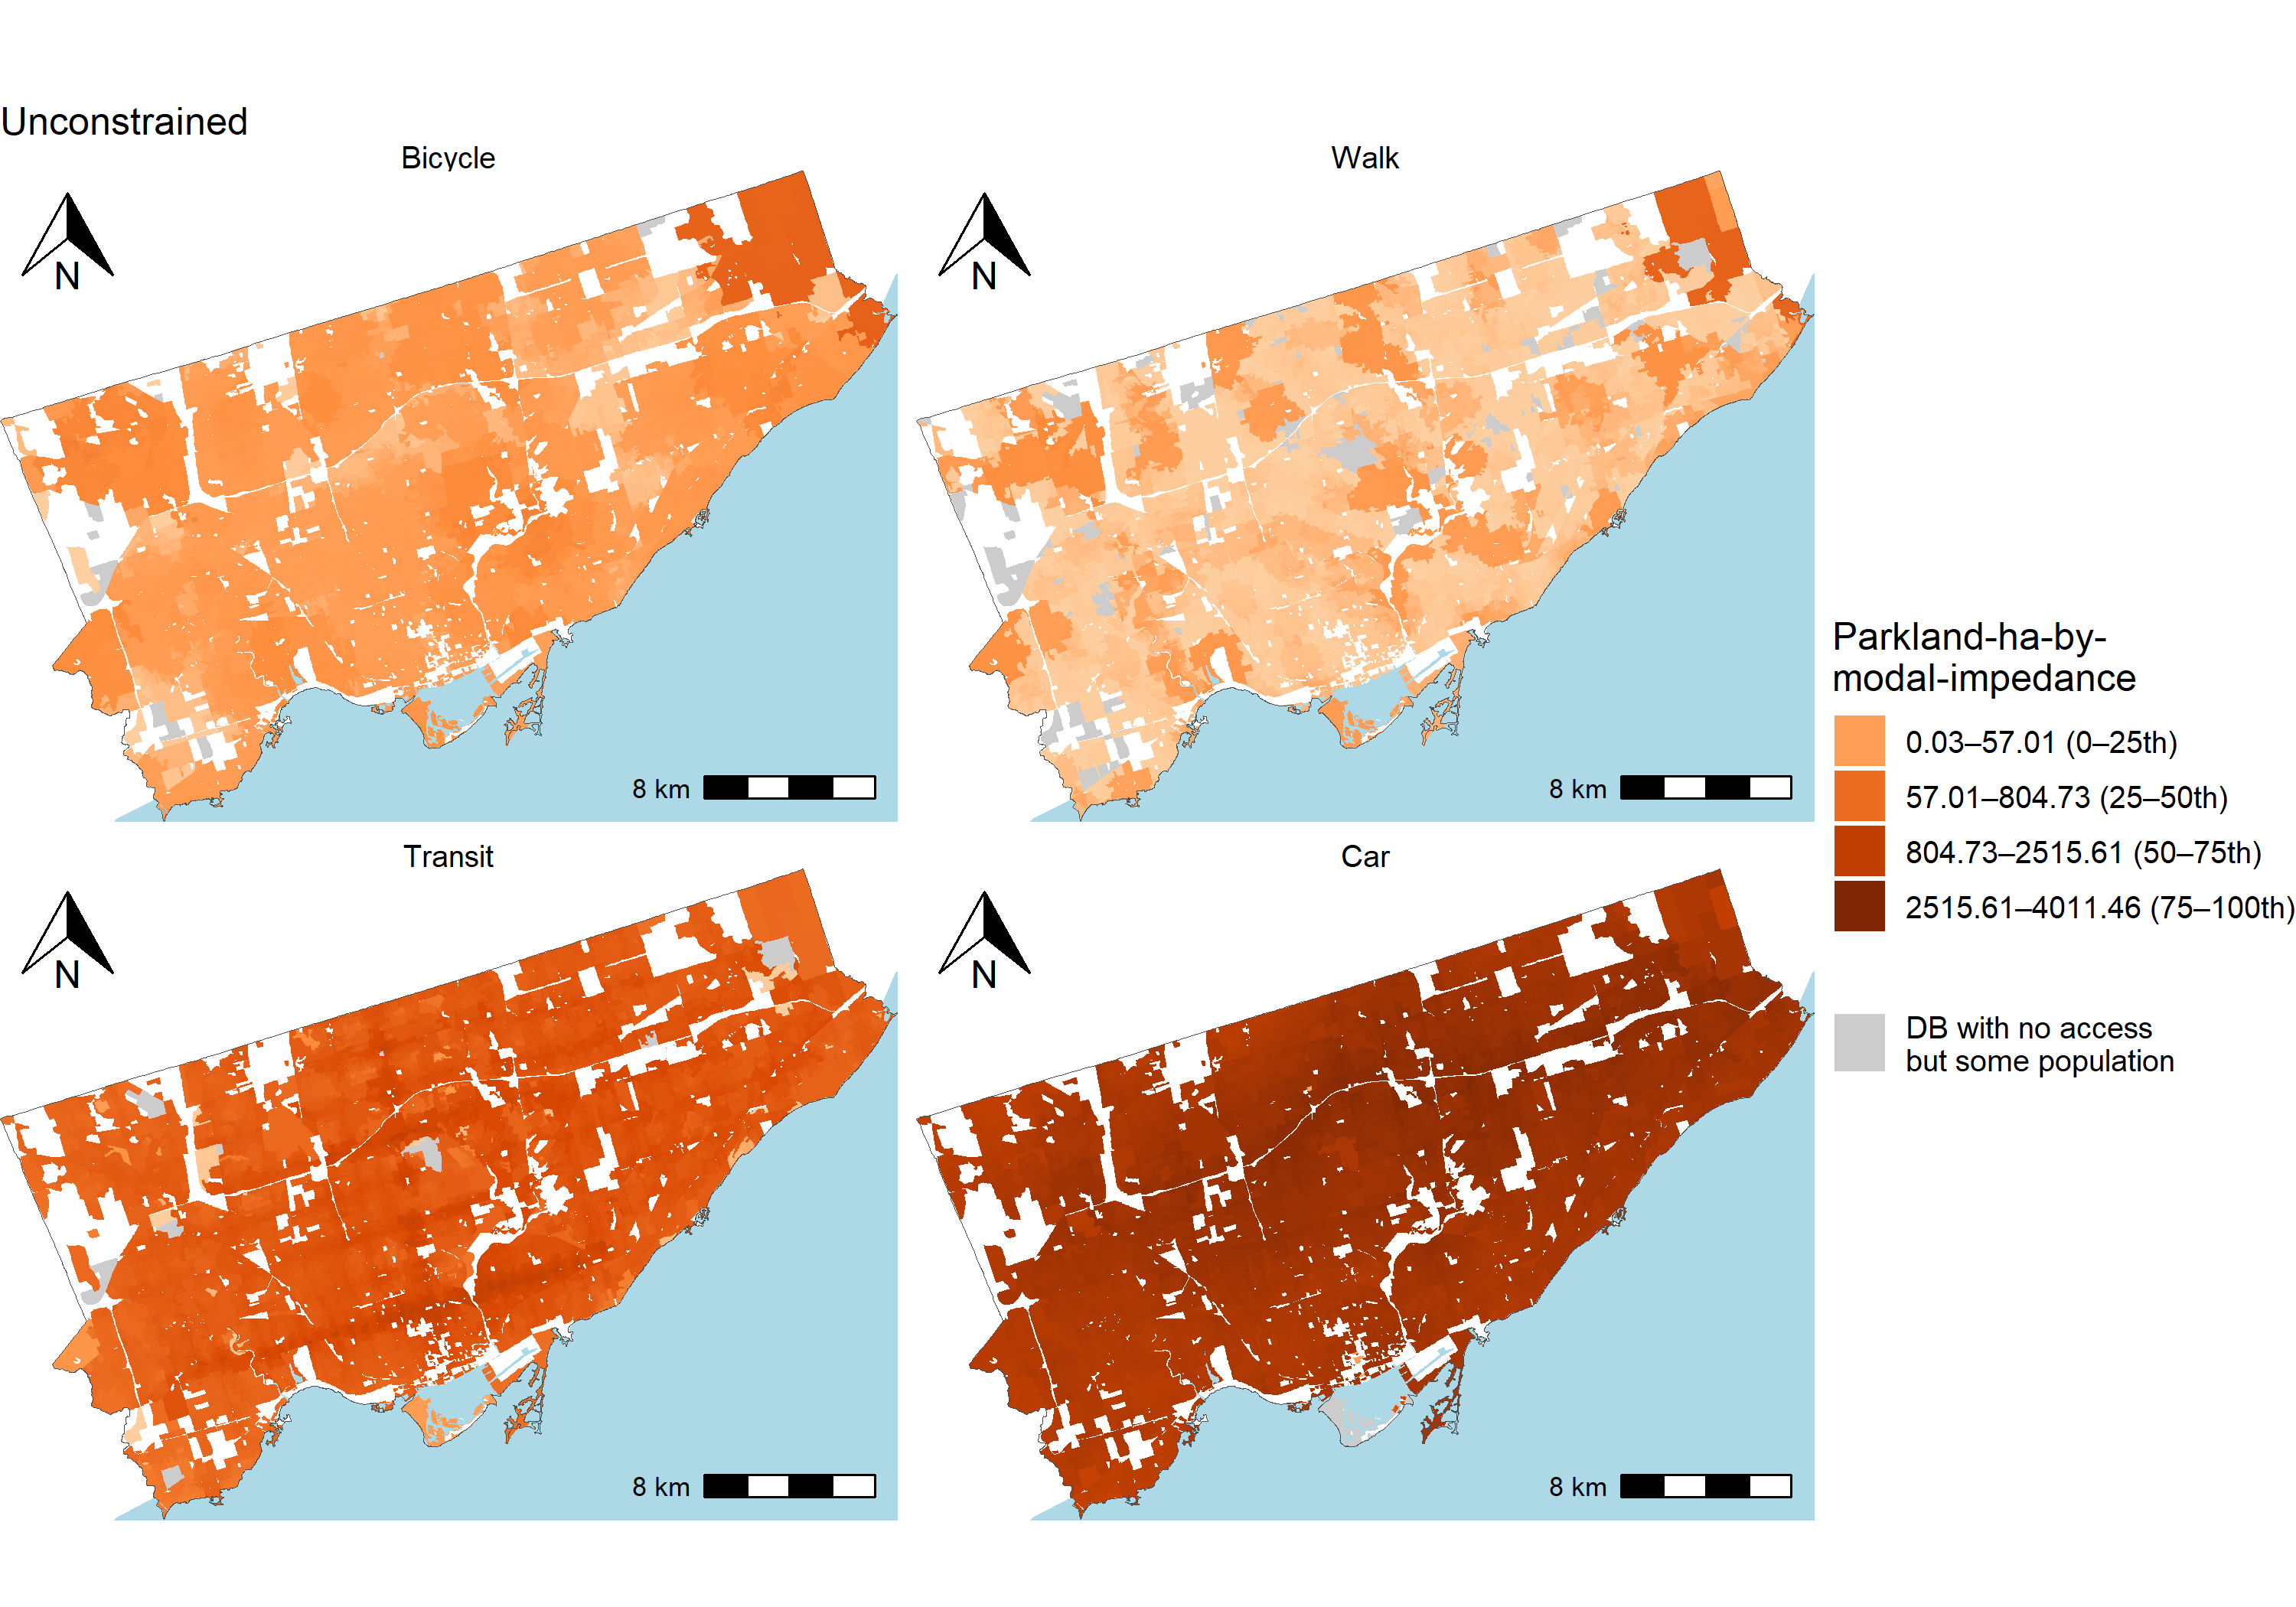 Unconstrained
Bicycle
Walk
N
N
8 km
8 km
Transit
Car
N
N
8 km
8 km
Parkland-ha-by-
modal-impedance
0.03–57.01 (0–25th)
57.01–804.73 (25–50th)
804.73–2515.61 (50–75th)
2515.61–4011.46 (75–100th)
DB with no access
but some population